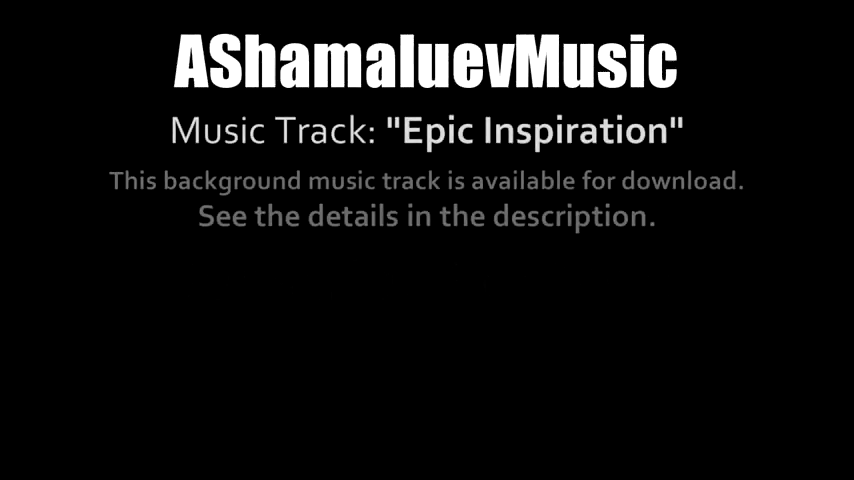 AShamaluevMusic
Music Track: "Epic Inspiration"
This background music track is available for download.
See the details in the description.